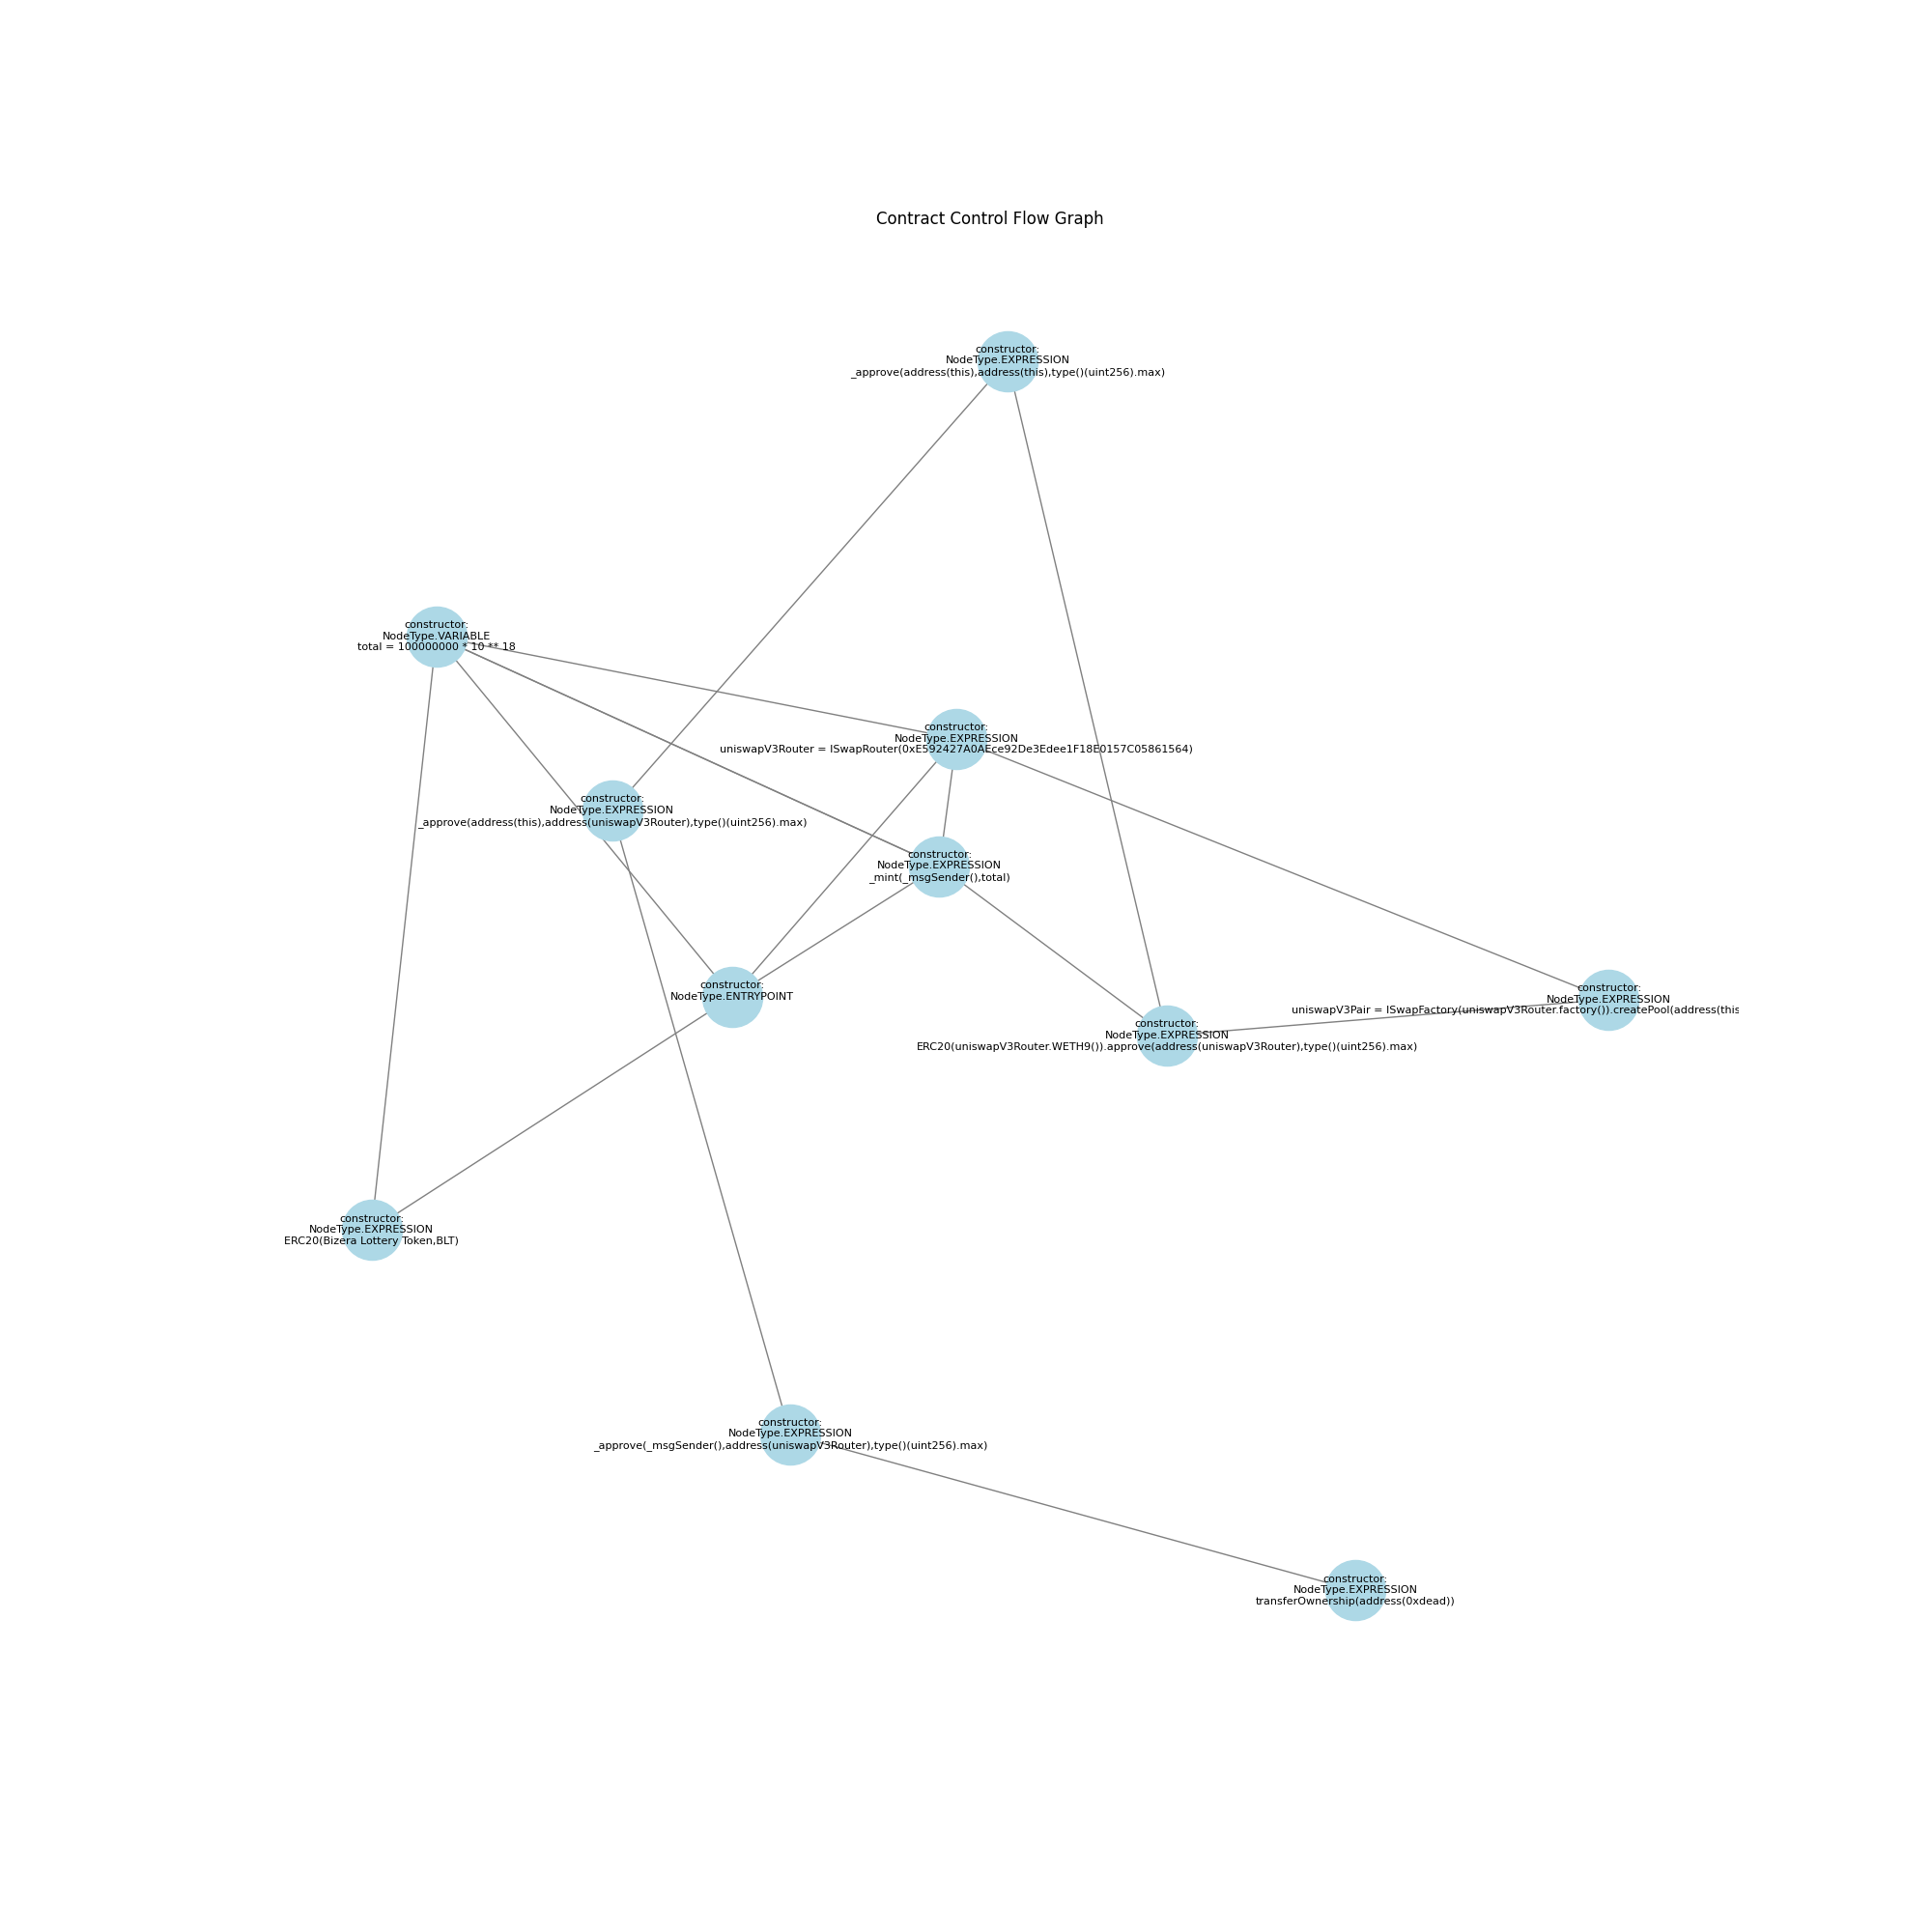 Contract Control Flow Graph
constructor:
NodeType.EXPRESSION
_approve(address(this),address(this),type()(uint256).max)
constructor:
NodeType.VARIABLE
total = 100000000 * 10 ** 18
constructor:
NodeType.EXPRESSION
uniswapV3Router = ISwapRouter(0xE592427A0AEce92De3Edee1F18E0157C05861564)
constructor:
NodeType.EXPRESSION
_approve(address(this),address(uniswapV3Router),type()(uint256).max)
constructor:
NodeType.EXPRESSION
_mint(_msgSender(),total)
constructor:
NodeType.ENTRYPOINT
constructor:
NodeType.EXPRESSION
uniswapV3Pair = ISwapFactory(uniswapV3Router.factory()).createPool(address(this
constructor:
NodeType.EXPRESSION
ERC20(uniswapV3Router.WETH9()).approve(address(uniswapV3Router),type()(uint256).max)
constructor:
NodeType.EXPRESSION
ERC20(Bizera Lottery Token,BLT)
constructor:
NodeType.EXPRESSION
_approve(_msgSender(),address(uniswapV3Router),type()(uint256).max)
constructor:
NodeType.EXPRESSION
transferOwnership(address(0xdead))